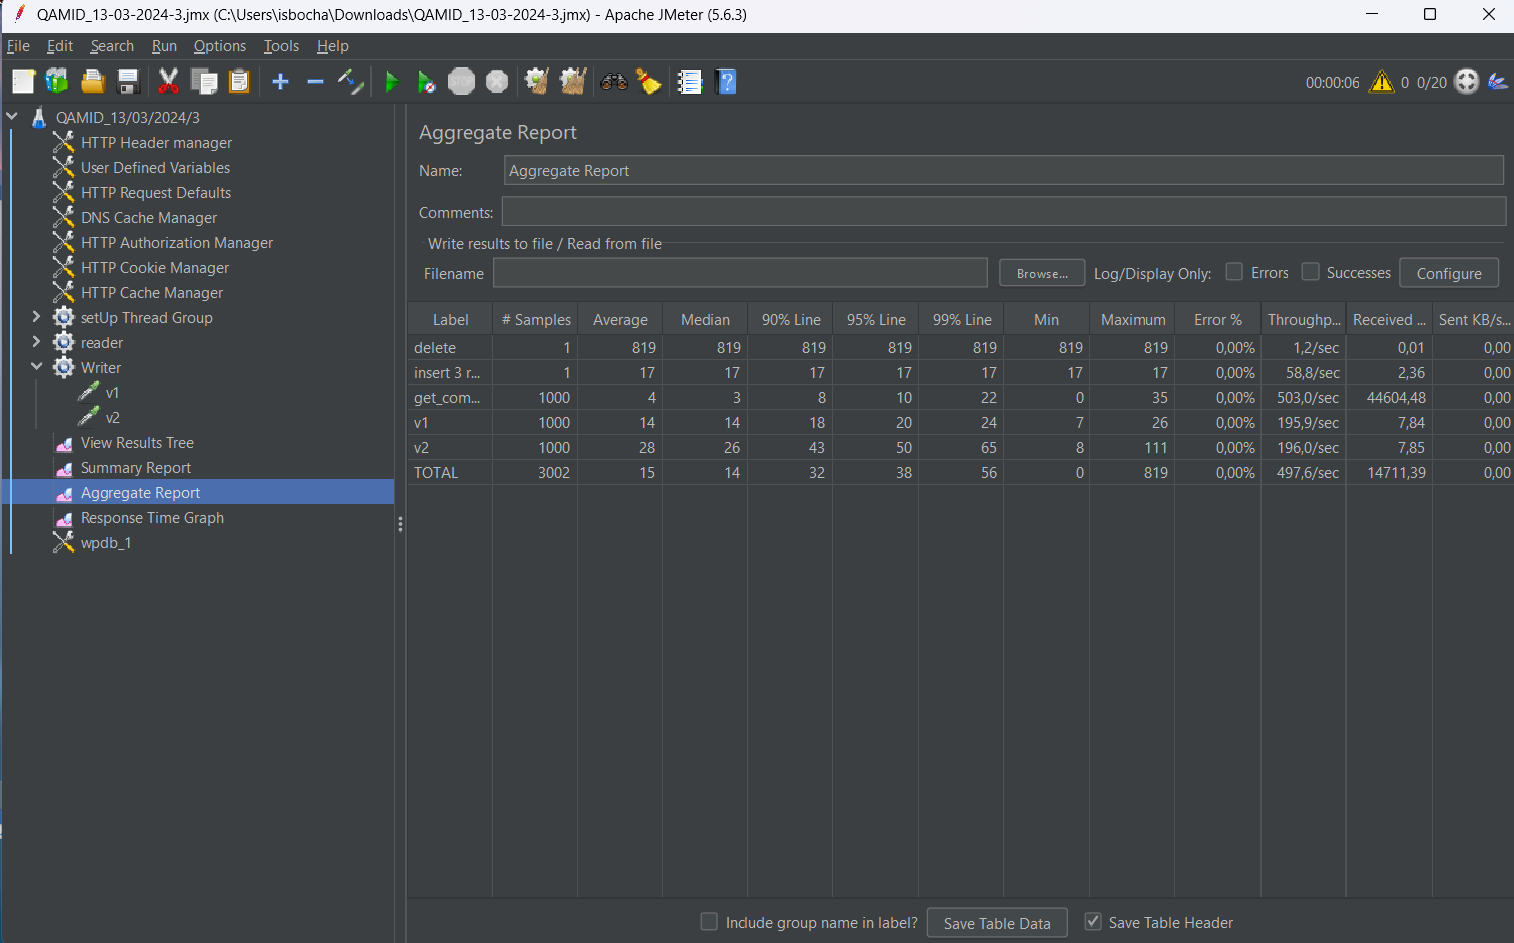 QAMID_13-03-2024-3.jmx (C:\Users\isbocha\Downloads\QAMID_13-03-2024-3.jmx) - Apache JMeter (5.6.3)
File Edit Search Run Options Tools Help
STOP 00:00:06 0 0/20
QAMID_13/03/2024/3
HTTP Header manager
User Defined Variables
HTTP Request Defaults
DNS Cache Manager
HTTP Authorization Manager
HTTP Cookie Manager
HTTP Cache Manager
setUp Thread Group
reader
Writer
v1
v2
View Results Tree
Summary Report
Aggregate Report
Response Time Graph
wpdb_1
Aggregate Report
Name: Aggregate Report
Comments:
Write results to file / Read from file
Filename Browse... Log/Display Only: Errors Successes Configure
Label # Samples Average Median 90% Line 95% Line 99% Line Min Maximum Error % Throughp... Received ... Sent KB/s...
delete 1 819 819 819 819 819 819 819 0,00% 1,2/sec 0,01 0,00
insert 3 r... 1 17 17 17 17 17 17 17 0,00% 58,8/sec 2,36 0,00
get_com... 1000 4 3 8 10 22 0 35 0,00% 503,0/sec 44604,48 0,00
v1 1000 14 14 18 20 24 7 26 0,00% 195,9/sec 7,84 0,00
v2 1000 28 26 43 50 65 8 111 0,00% 196,0/sec 7,85 0,00
TOTAL 3002 15 14 32 38 56 0 819 0,00% 497,6/sec 14711,39 0,00
Include group name in label? Save Table Data Save Table Header